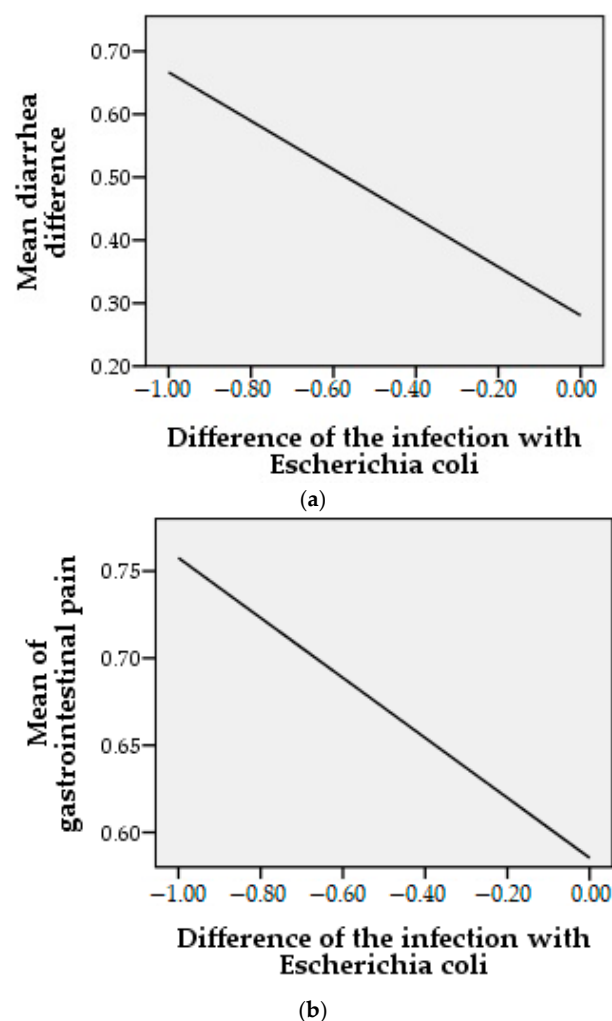 Mean diarrhea
difference
0.70
0.60
0.50
0.40
0.30
0.20
−1.00 −0.80 −0.60 −0.40 −0.20 0.00
Difference of the infection with
Escherichia coli
(a)
Mean of
gastrointestinal pain
0.75
0.70
0.65
0.60
−1.00 −0.80 −0.60 −0.40 −0.20 0.00
Difference of the infection with
Escherichia coli
(b)